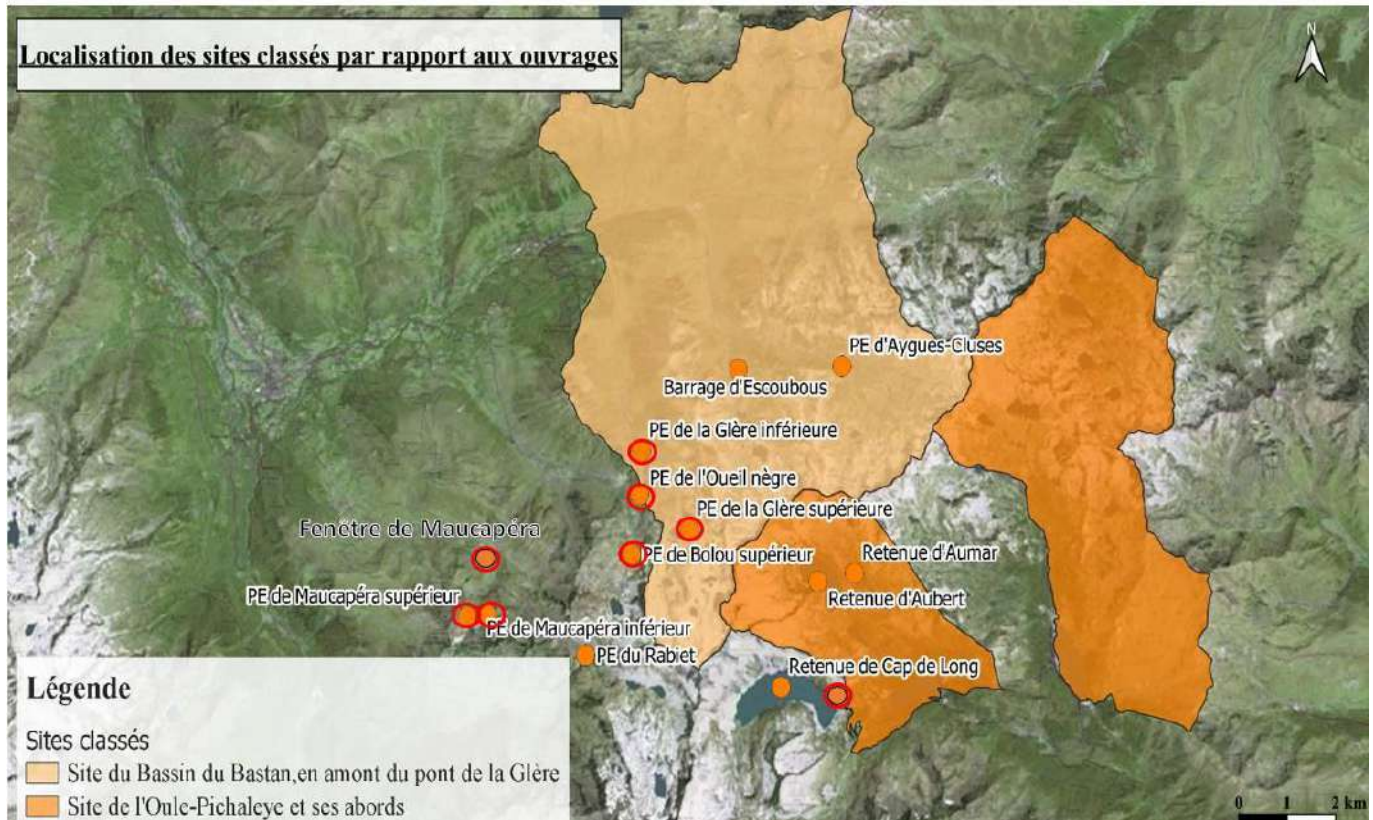 Localisation des sites classés par rapport aux ouvrages
N
PE d'Aygues-Cluses
Barrage d'Escoubous
PE de la Glère inférieure
PE de l'Oueil nègre
PE de la Glère supérieure
Fenêtre de Maucapéra
PE de Bolou supérieur
Retenue d'Aumar
Retenue d'Aubert
PE de Maucapéra supérieur
PE de Maucapéra inférieur
PE du Rabiet
Retenue de Cap de Long
Légende
Sites classés
Site du Bassin du Bastan,en amont du pont de la Glère
Site de l'Oule-Pichaleye et ses abords
0 1 2 km